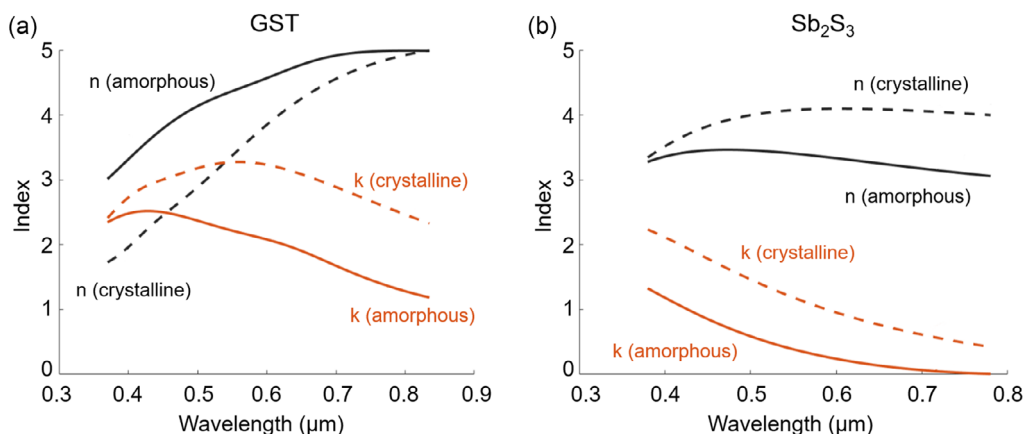 (a)
GST
5
4
3
2
1
0
Index
n (amorphous)
k (crystalline)
n (crystalline)
k (amorphous)
0.3
0.4
0.5
0.6
0.7
0.8
0.9
Wavelength (μm)
(b)
Sb₂S₃
5
4
3
2
1
0
Index
n (crystalline)
n (amorphous)
k (crystalline)
k (amorphous)
0.3
0.4
0.5
0.6
0.7
0.8
Wavelength (μm)